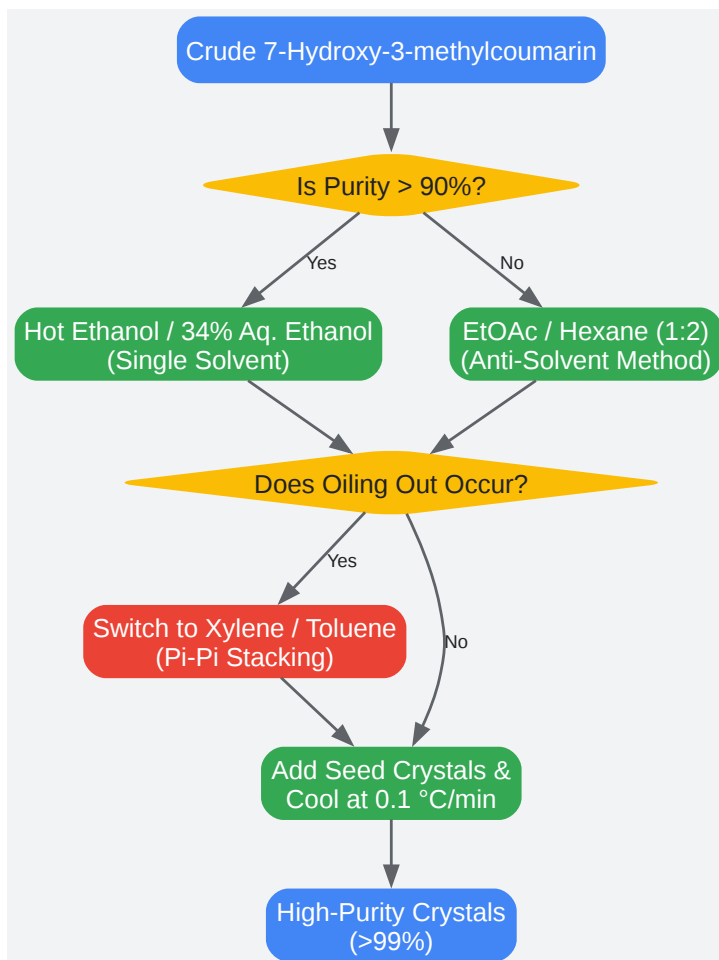 Crude 7-Hydroxy-3-methylcoumarin
Is Purity > 90%?
Yes
No
Hot Ethanol / 34% Aq. Ethanol
(Single Solvent)
EtOAc / Hexane (1:2)
(Anti-Solvent Method)
Does Oiling Out Occur?
Yes
Switch to Xylene / Toluene
(Pi-Pi Stacking)
No
Add Seed Crystals &
Cool at 0.1 °C/min
High-Purity Crystals
(>99%)